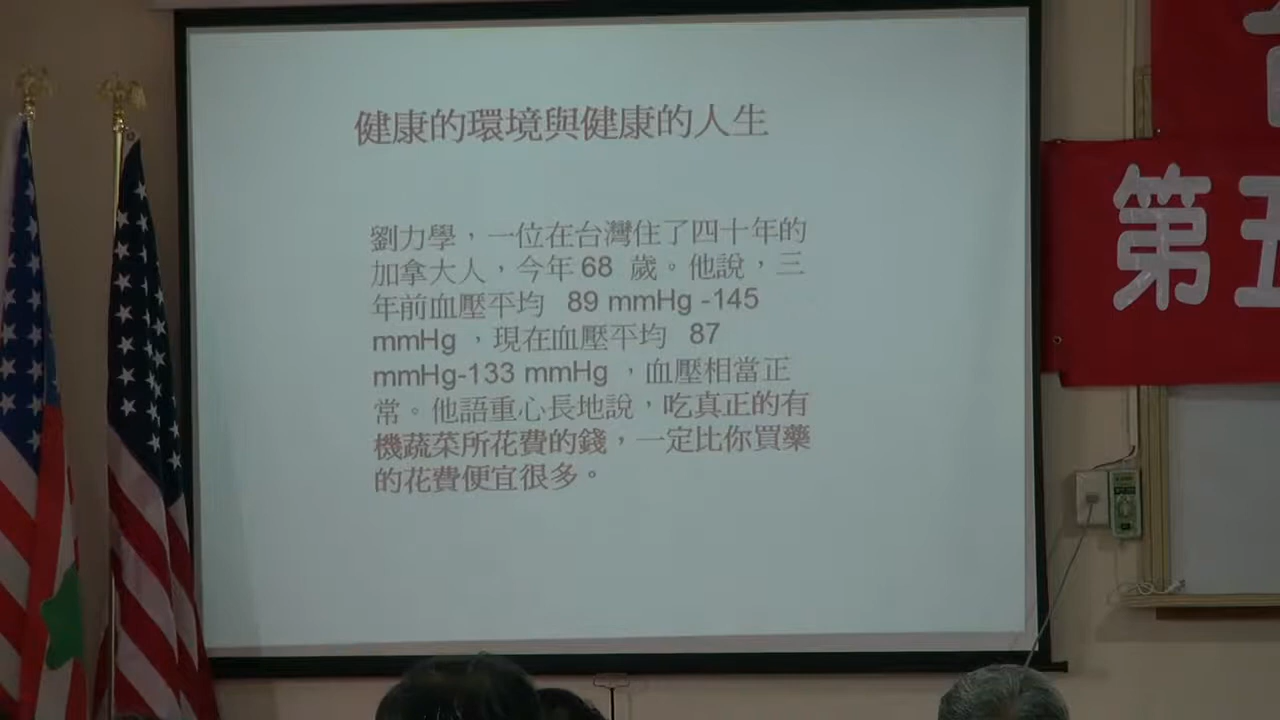 健康的環境與健康的人生
劉力學，一位在台灣住了四十年的
加拿大人，今年 68 歲。他說，三
年前血壓平均 89 mmHg -145
mmHg ，現在血壓平均 87
mmHg-133 mmHg ，血壓相當正
常。他語重心長地說，吃真正的有
機蔬菜所花費的錢，一定比你買藥
的花費便宜很多。
第五